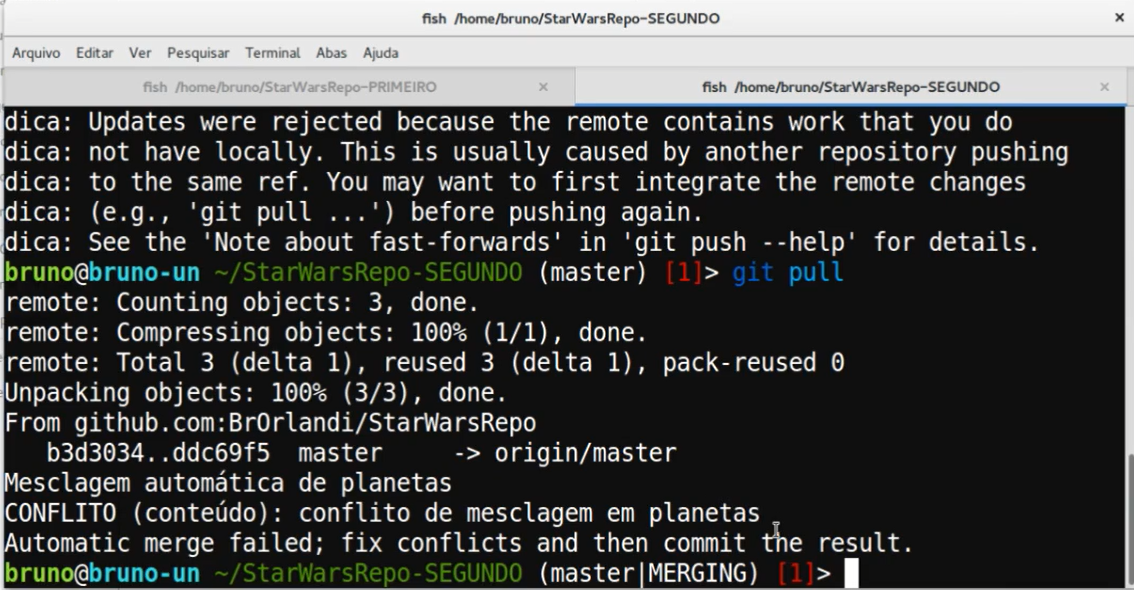 fish /home/bruno/StarWarsRepo-SEGUNDO
Arquivo Editar Ver Pesquisar Terminal Abas Ajuda
fish /home/bruno/StarWarsRepo-PRIMEIRO
fish /home/bruno/StarWarsRepo-SEGUNDO
dica: Updates were rejected because the remote contains work that you do
dica: not have locally. This is usually caused by another repository pushing
dica: to the same ref. You may want to first integrate the remote changes
dica: (e.g., 'git pull ...') before pushing again.
dica: See the 'Note about fast-forwards' in 'git push --help' for details.
bruno@bruno-un ~/StarWarsRepo-SEGUNDO (master) [1]> git pull
remote: Counting objects: 3, done.
remote: Compressing objects: 100% (1/1), done.
remote: Total 3 (delta 1), reused 3 (delta 1), pack-reused 0
Unpacking objects: 100% (3/3), done.
From github.com:BrOrlandi/StarWarsRepo
   b3d3034..ddc69f5  master     -> origin/master
Mesclagem automática de planetas
CONFLITO (conteúdo): conflito de mesclagem em planetas
Automatic merge failed; fix conflicts and then commit the result.
bruno@bruno-un ~/StarWarsRepo-SEGUNDO (master|MERGING) [1]>